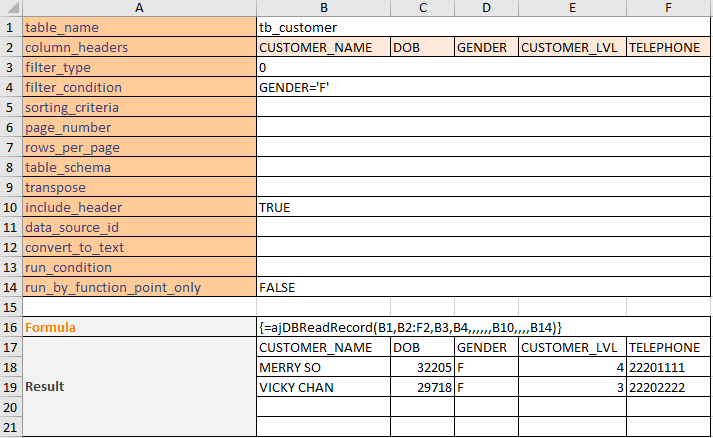 A B C D E F
1 table_name tb_customer
2 column_headers CUSTOMER_NAME DOB GENDER CUSTOMER_LVL TELEPHONE
3 filter_type 0
4 filter_condition GENDER='F'
5 sorting_criteria
6 page_number
7 rows_per_page
8 table_schema
9 transpose
10 include_header TRUE
11 data_source_id
12 convert_to_text
13 run_condition
14 run_by_function_point_only FALSE
15
16 Formula {=ajDBReadRecord(B1,B2:F2,B3,B4,,,,,,B10,,,,B14)}
17 CUSTOMER_NAME DOB GENDER CUSTOMER_LVL TELEPHONE
18 MERRY SO 32205 F 4 22201111
19 Result VICKY CHAN 29718 F 3 22202222
20
21